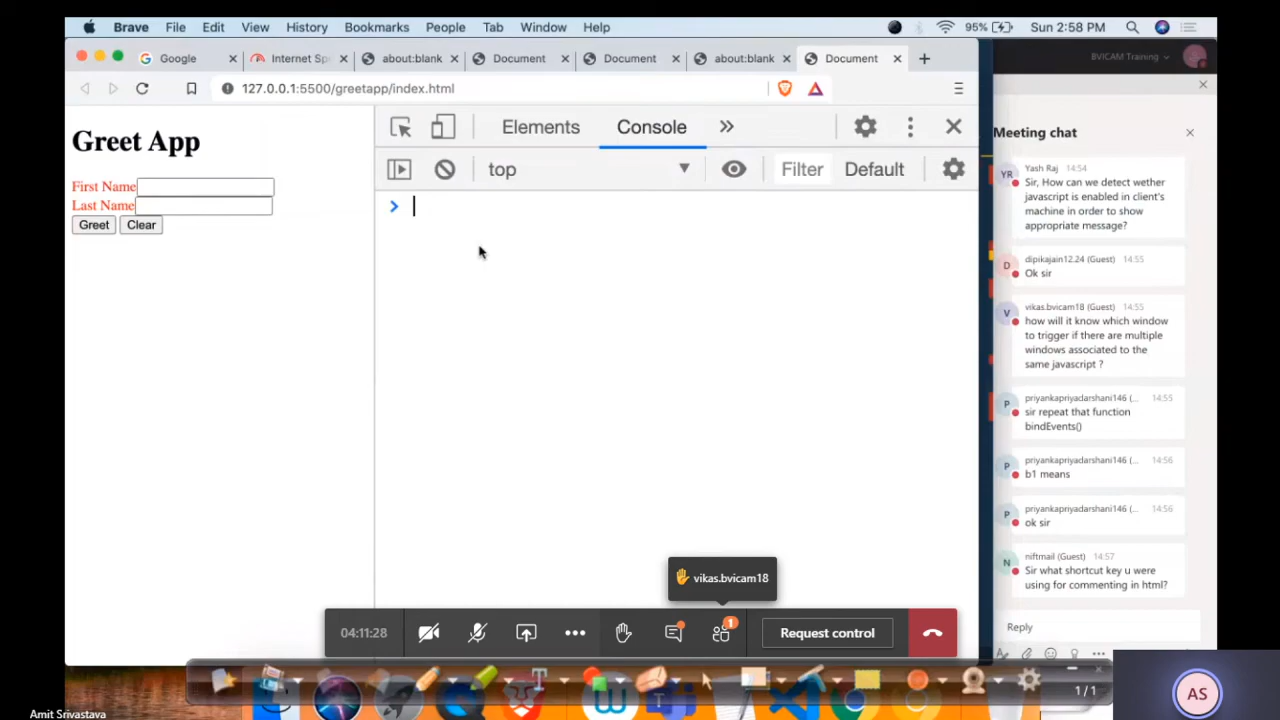 Brave File Edit View History Bookmarks People Tab Window Help 95% Sun 2:58 PM
Google Internet Sp about:blank Document Document about:blank Document
127.0.0.1:5500/greetapp/index.html
Greet App
First Name
Last Name
Greet Clear
Elements Console
top Filter Default
BVICAM Training
Meeting chat
YR Yash Raj 14:54
Sir, How can we detect wether
javascript is enabled in client's
machine in order to show
appropriate message?
D dipikajain12.24 (Guest) 14:55
Ok sir
V vikas.bvicam18 (Guest) 14:55
how will it know which window
to trigger if there are multiple
windows associated to the
same javascript ?
P priyankapriyadarshani146 (... 14:55
sir repeat that function
bindEvents()
P priyankapriyadarshani146 (... 14:56
b1 means
P priyankapriyadarshani146 (... 14:56
ok sir
N niftmail (Guest) 14:57
Sir what shortcut key u were
using for commenting in html?
Reply
vikas.bvicam18
04:11:28 1 Request control
1/1
AS
Amit Srivastava